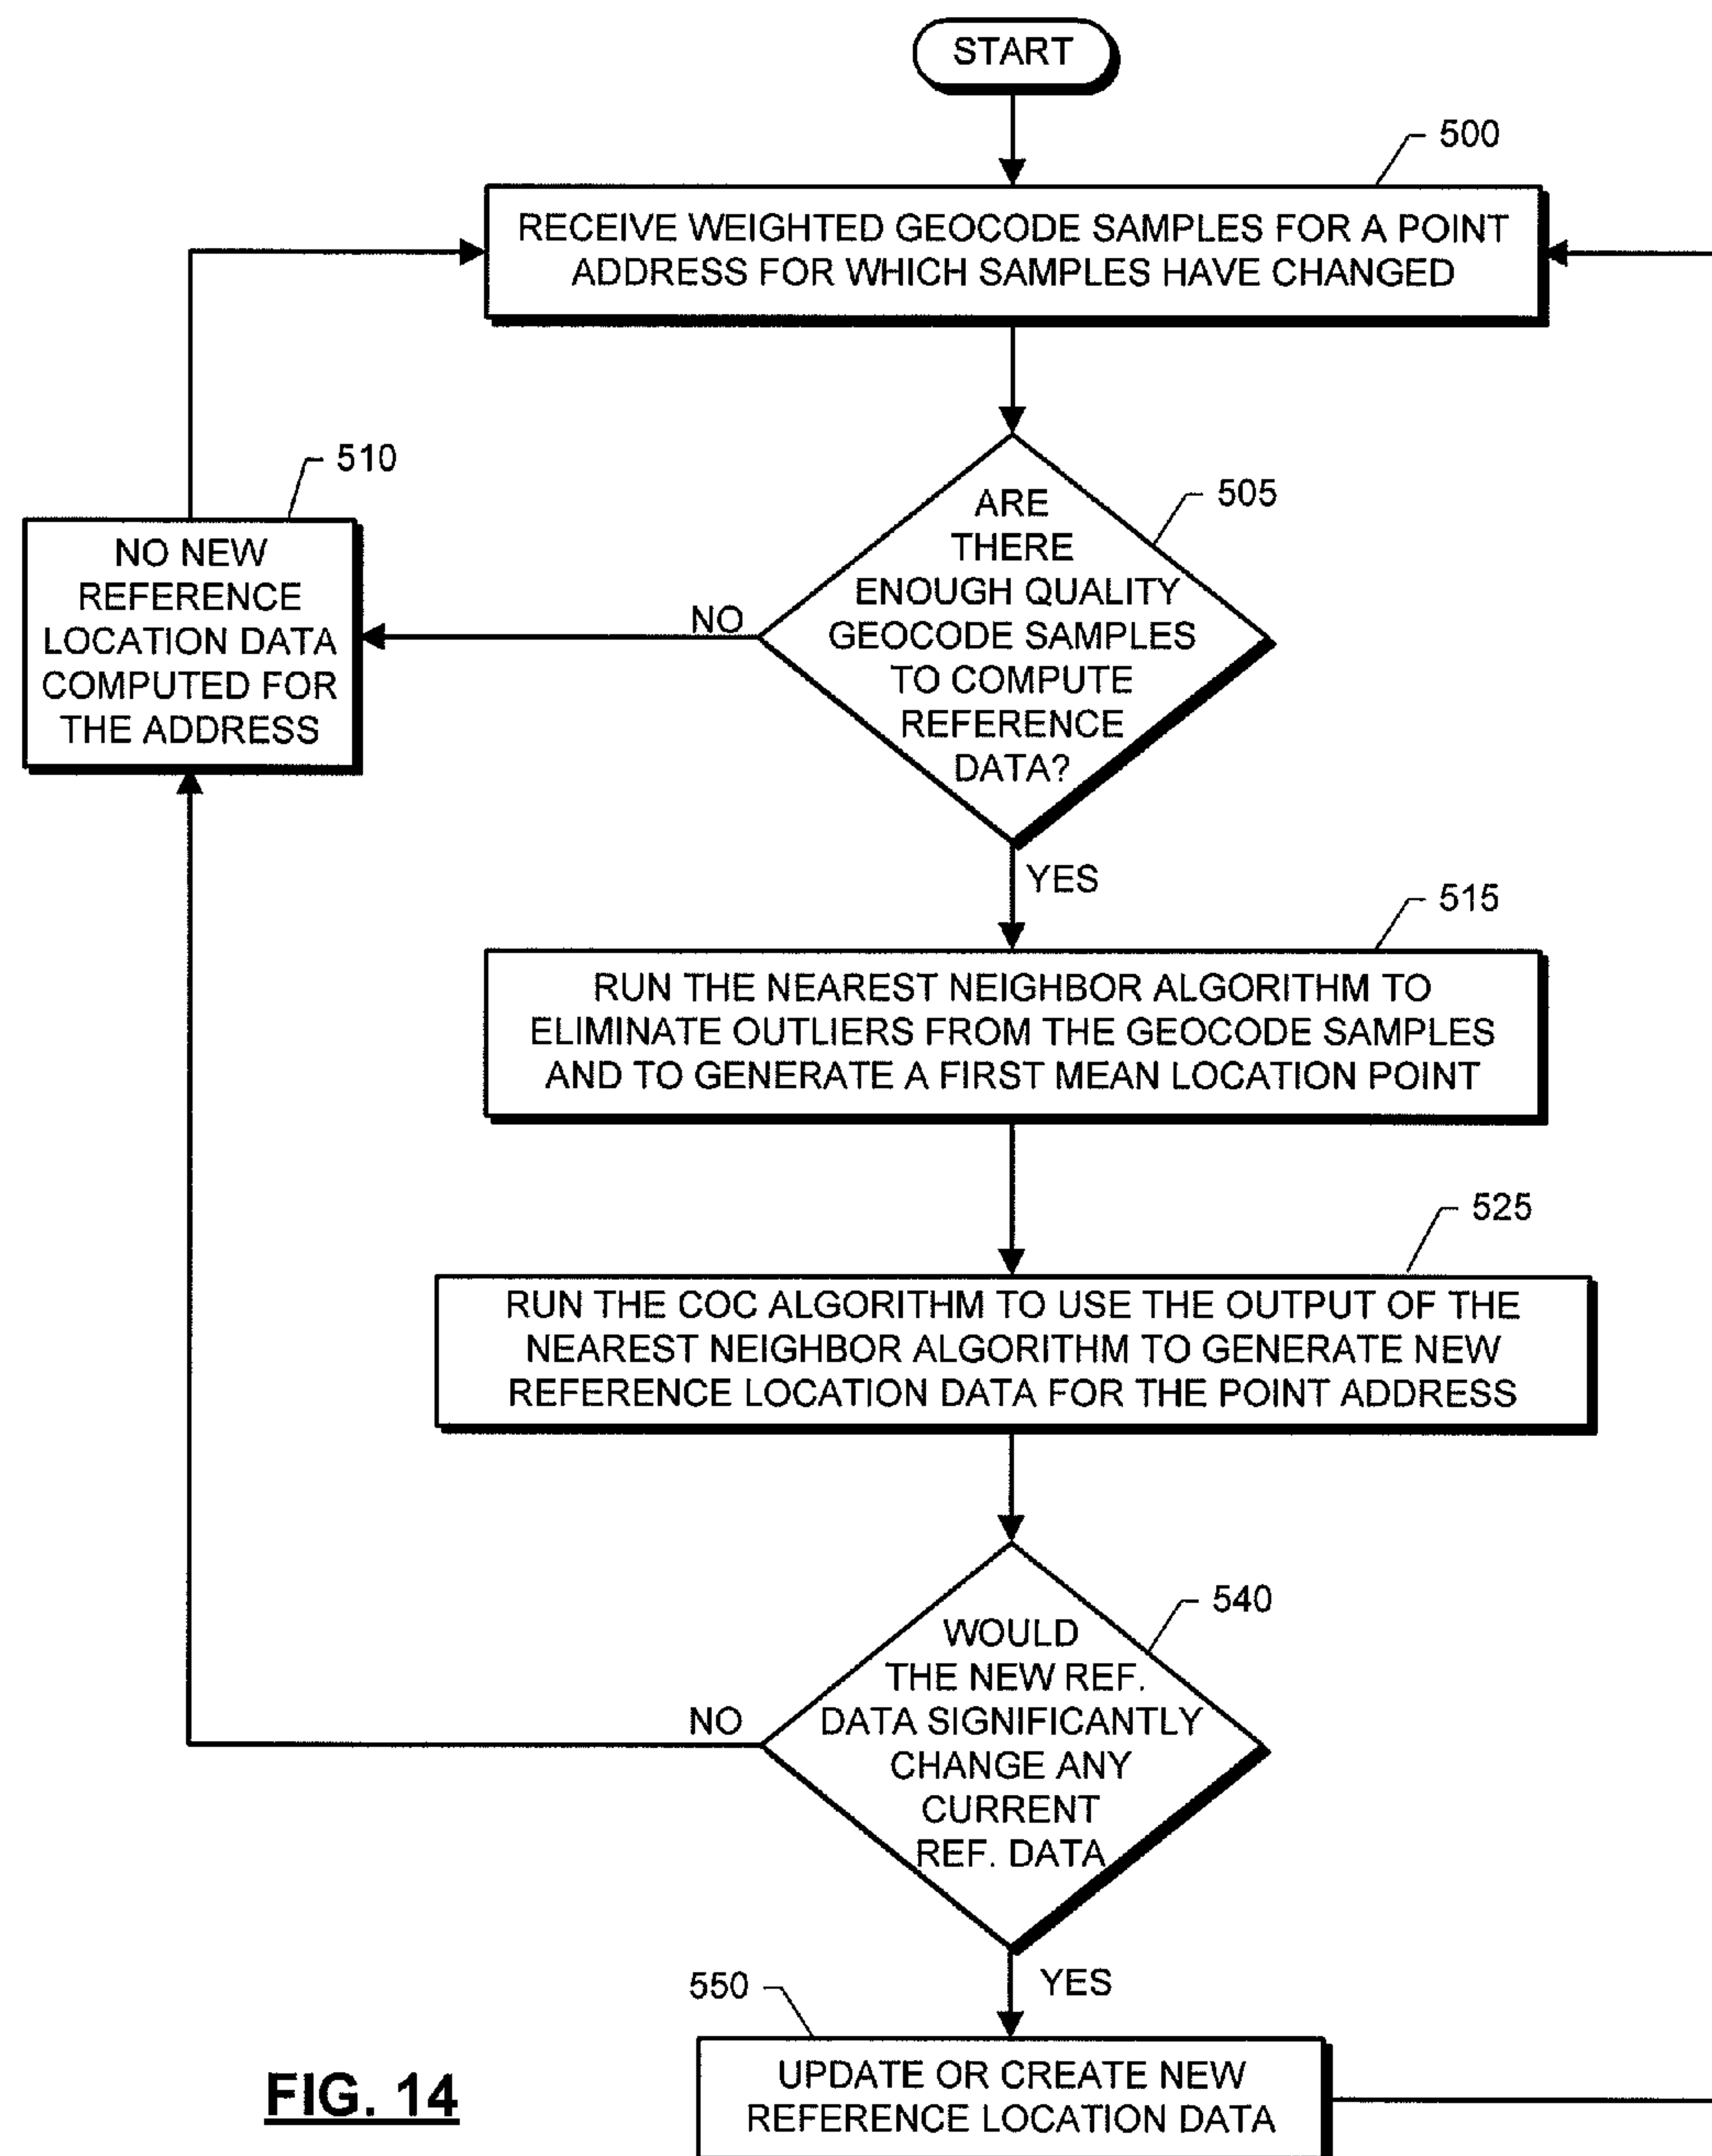 START
500
RECEIVE WEIGHTED GEOCODE SAMPLES FOR A POINT
ADDRESS FOR WHICH SAMPLES HAVE CHANGED
510
NO NEW
REFERENCE
LOCATION DATA
COMPUTED FOR
THE ADDRESS
505
ARE
THERE
ENOUGH QUALITY
GEOCODE SAMPLES
TO COMPUTE
REFERENCE
DATA?
NO
YES
515
RUN THE NEAREST NEIGHBOR ALGORITHM TO
ELIMINATE OUTLIERS FROM THE GEOCODE SAMPLES
AND TO GENERATE A FIRST MEAN LOCATION POINT
525
RUN THE COC ALGORITHM TO USE THE OUTPUT OF THE
NEAREST NEIGHBOR ALGORITHM TO GENERATE NEW
REFERENCE LOCATION DATA FOR THE POINT ADDRESS
540
WOULD
THE NEW REF.
DATA SIGNIFICANTLY
CHANGE ANY
CURRENT
REF. DATA
NO
YES
550
UPDATE OR CREATE NEW
REFERENCE LOCATION DATA
FIG. 14